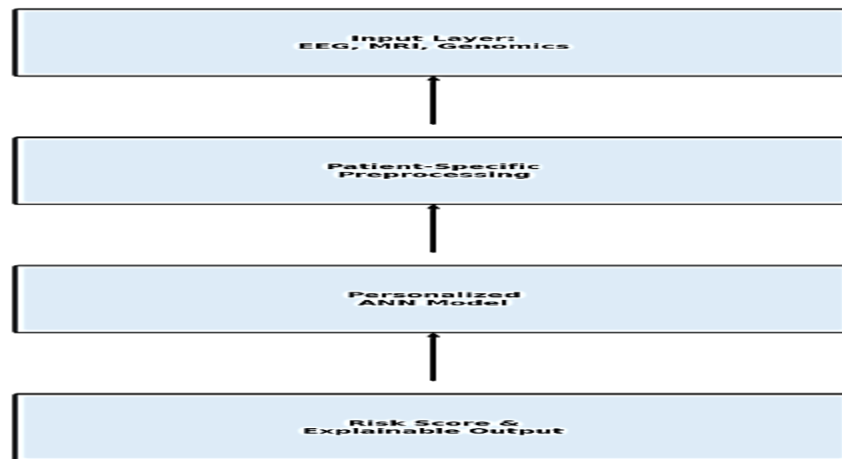 Input Layer:
EEG, MRI, Genomics
Patient-Specific
Preprocessing
Personalized
ANN Model
Risk Score &
Explainable Output